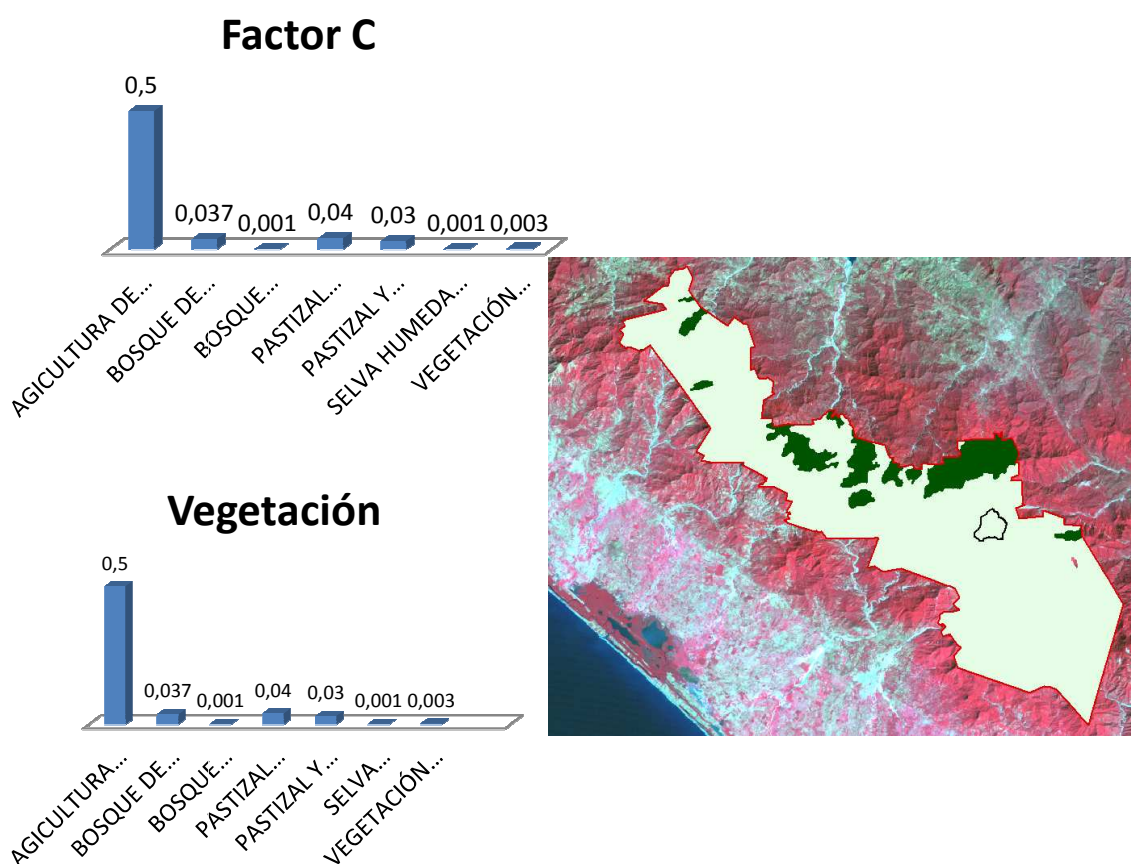 Factor C
0,5
0,037
0,001
0,04
0,03
0,001
0,003
AGICULTURA DE...
BOSQUE DE...
BOSQUE...
PASTIZAL...
PASTIZAL Y...
SELVA HUMEDA...
VEGETACIÓN...
Vegetación
0,5
0,037
0,001
0,04
0,03
0,001
0,003
AGICULTURA...
BOSQUE DE...
BOSQUE...
PASTIZAL...
PASTIZAL Y...
SELVA...
VEGETACIÓN...